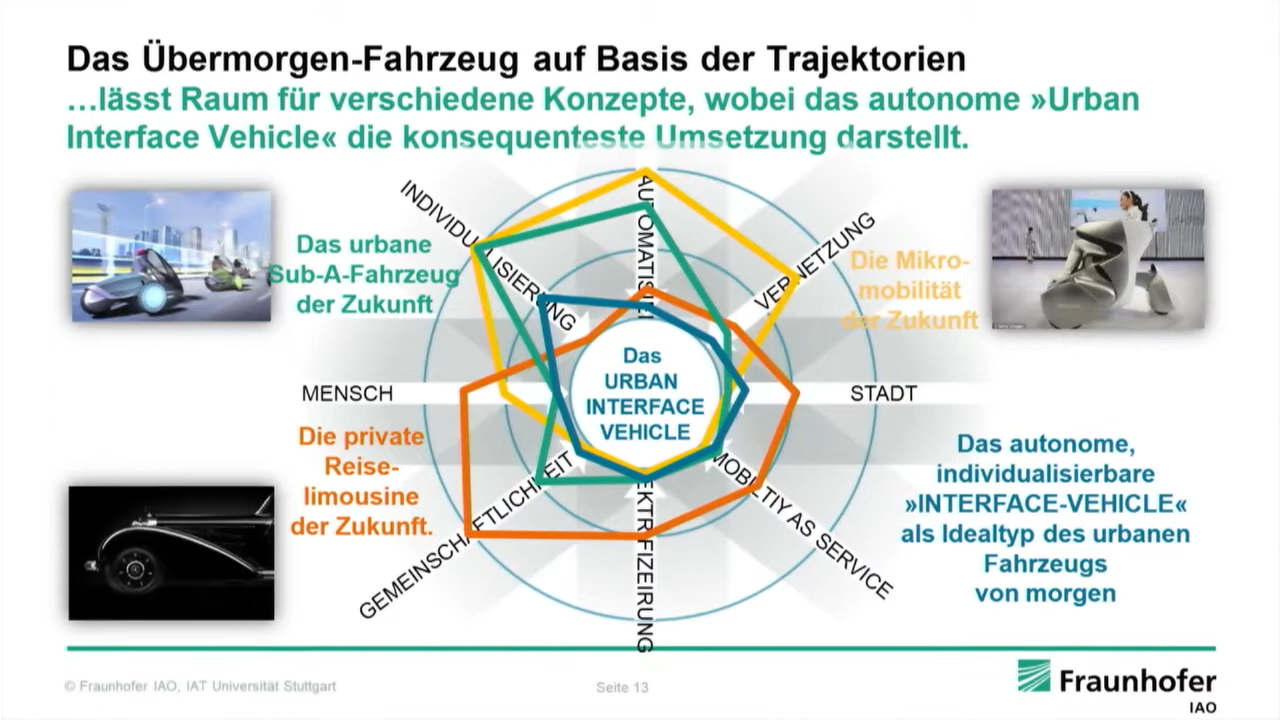 Das Übermorgen-Fahrzeug auf Basis der Trajektorien
…lässt Raum für verschiedene Konzepte, wobei das autonome »Urban
Interface Vehicle« die konsequenteste Umsetzung darstellt.
Das urbane
Sub-A-Fahrzeug
der Zukunft
INDIVIDUALISIERUNG
VERNETZUNG
Die Mikro-
mobilität
der Zukunft
MENSCH
Das
URBAN
INTERFACE
VEHICLE
STADT
Die private
Reise-
limousine
der Zukunft.
GEMEINSCHAFTLICHKEIT
MOBILTIY AS SERVICE
Das autonome,
individualisierbare
»INTERFACE-VEHICLE«
als Idealtyp des urbanen
Fahrzeugs
von morgen
© Fraunhofer IAO, IAT Universität Stuttgart
Seite 13
Fraunhofer
IAO